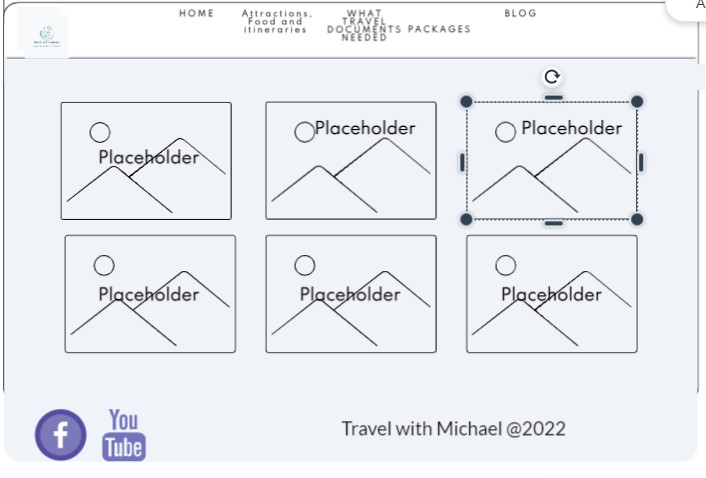 A
HOME
Attractions,
Food and
itineraries
WHAT
TRAVEL
DOCUMENTS
NEEDED
PACKAGES
BLOG
Placeholder
Placeholder
Placeholder
Placeholder
Placeholder
Placeholder
f
You
Tube
Travel with Michael @2022